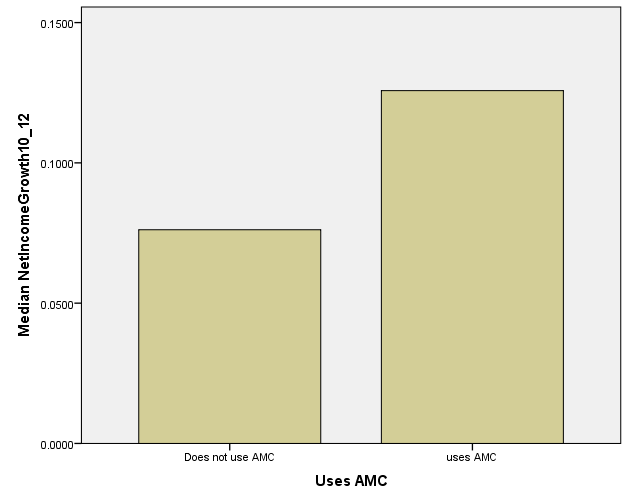 Median NetIncomeGrowth10_12
0.1500
0.1000
0.0500
0.0000
Does not use AMC
uses AMC
Uses AMC